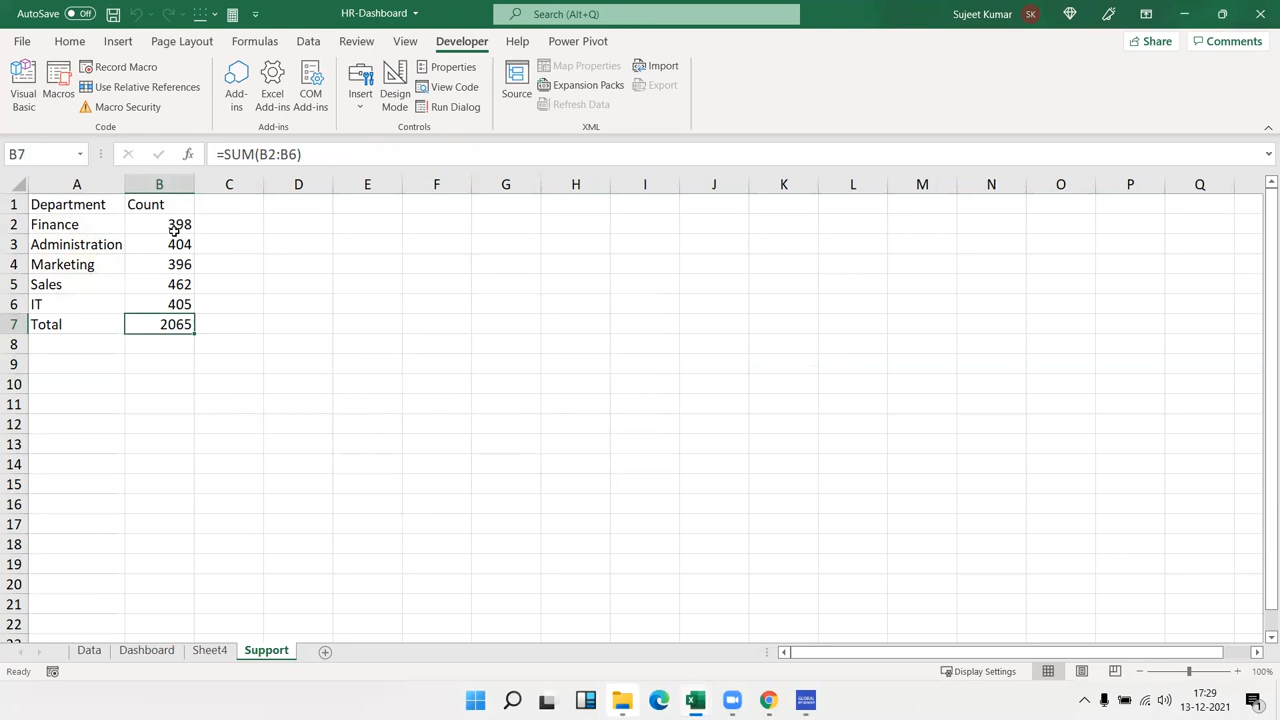 AutoSave Off HR-Dashboard Search (Alt+Q) Sujeet Kumar SK
File Home Insert Page Layout Formulas Data Review View Developer Help Power Pivot Share Comments
Visual Basic
Macros
Record Macro
Use Relative References
Macro Security
Code
Add-ins
Excel Add-ins
COM Add-ins
Add-ins
Insert
Design Mode
Properties
View Code
Run Dialog
Controls
Source
Map Properties
Expansion Packs
Refresh Data
Import
Export
XML
B7 fx =SUM(B2:B6)
A B C D E F G H I J K L M N O P Q
1 Department Count
2 Finance 398
3 Administration 404
4 Marketing 396
5 Sales 462
6 IT 405
7 Total 2065
8
9
10
11
12
13
14
15
16
17
18
19
20
21
22
23
Data Dashboard Sheet4 Support
Ready Display Settings 100%
17:29
13-12-2021
1